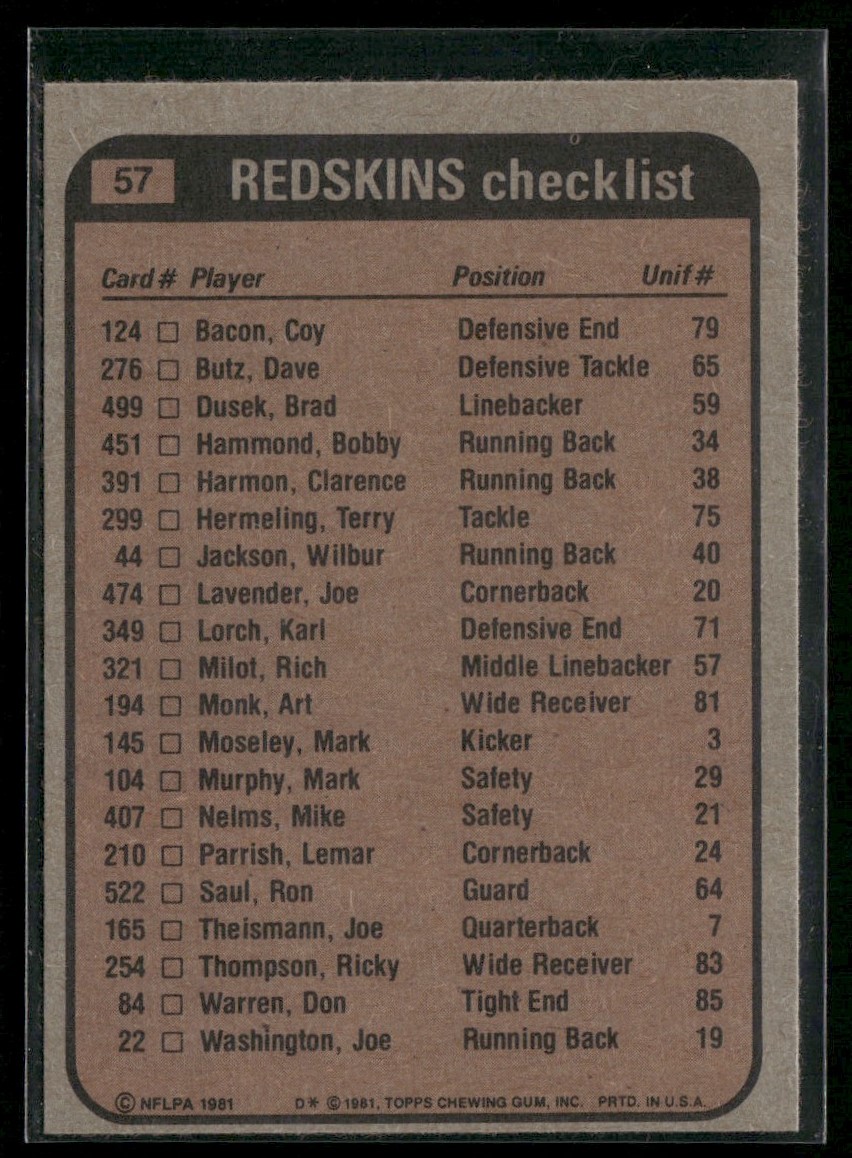 57 REDSKINS checklist
Card # Player Position Unif #
124 □ Bacon, Coy Defensive End 79
276 □ Butz, Dave Defensive Tackle 65
499 □ Dusek, Brad Linebacker 59
451 □ Hammond, Bobby Running Back 34
391 □ Harmon, Clarence Running Back 38
299 □ Hermeling, Terry Tackle 75
44 □ Jackson, Wilbur Running Back 40
474 □ Lavender, Joe Cornerback 20
349 □ Lorch, Karl Defensive End 71
321 □ Milot, Rich Middle Linebacker 57
194 □ Monk, Art Wide Receiver 81
145 □ Moseley, Mark Kicker 3
104 □ Murphy, Mark Safety 29
407 □ Nelms, Mike Safety 21
210 □ Parrish, Lemar Cornerback 24
522 □ Saul, Ron Guard 64
165 □ Theismann, Joe Quarterback 7
254 □ Thompson, Ricky Wide Receiver 83
84 □ Warren, Don Tight End 85
22 □ Washington, Joe Running Back 19
© NFLPA 1981 D* © 1981, TOPPS CHEWING GUM, INC. PRTD. IN U.S.A.